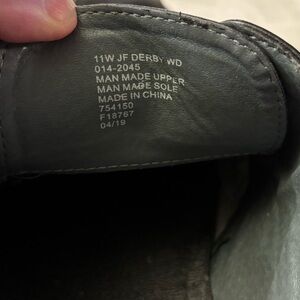 11W JF DERBY WD
014-2045
MAN MADE UPPER
MAN MADE SOLE
MADE IN CHINA
754150
F18767
04/19